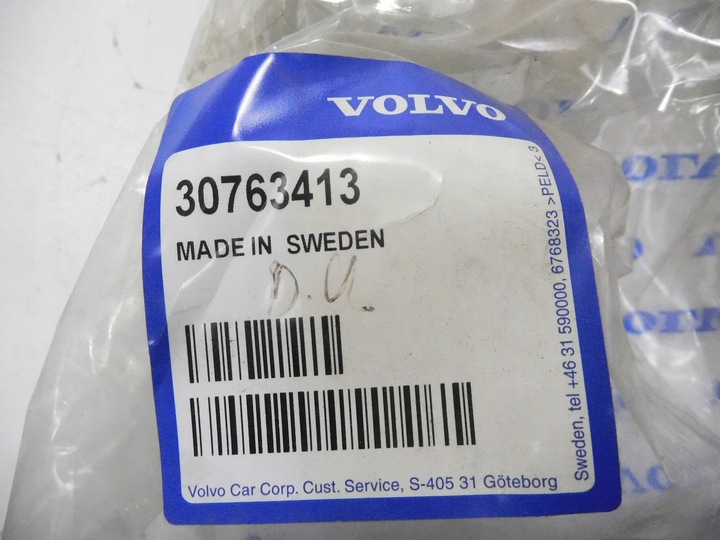 VOLVO
30763413
MADE IN SWEDEN
D.U.
Volvo Car Corp. Cust. Service, S-405 31 Göteborg
Sweden, tel +46 31 590000, 6768323 >PELD< 3